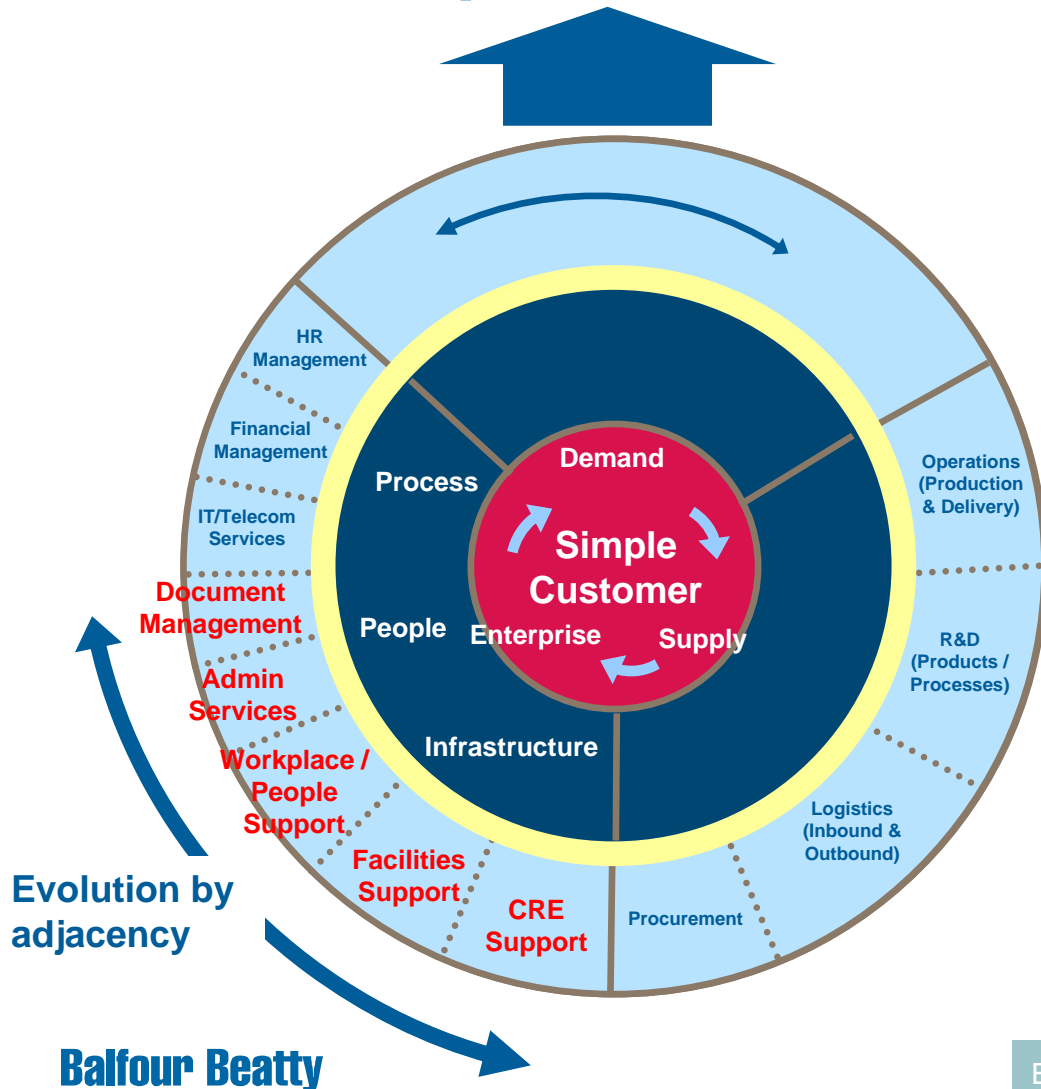 HR
Management
Financial
Management
IT/Telecom
Services
Document
Management
Admin
Services
Workplace /
People
Support
Facilities
Support
CRE
Support
Procurement
Logistics
(Inbound &
Outbound)
R&D
(Products /
Processes)
Operations
(Production
& Delivery)
Process
People
Infrastructure
Demand
Simple
Customer
Enterprise
Supply
Evolution by
adjacency
Balfour Beatty